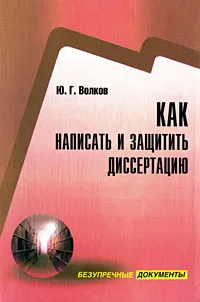 Ю. Г. Волков
КАК
НАПИСАТЬ И ЗАЩИТИТЬ
ДИССЕРТАЦИЮ
БЕЗУПРЕЧНЫЕ ДОКУМЕНТЫ